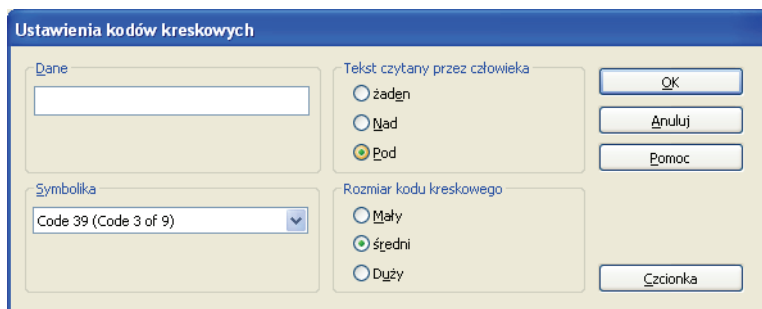 Ustawienia kodów kreskowych
Dane
Tekst czytany przez człowieka
żaden
Nad
Pod
OK
Anuluj
Pomoc
Symbolika
Code 39 (Code 3 of 9)
Rozmiar kodu kreskowego
Mały
średni
Duży
Czcionka